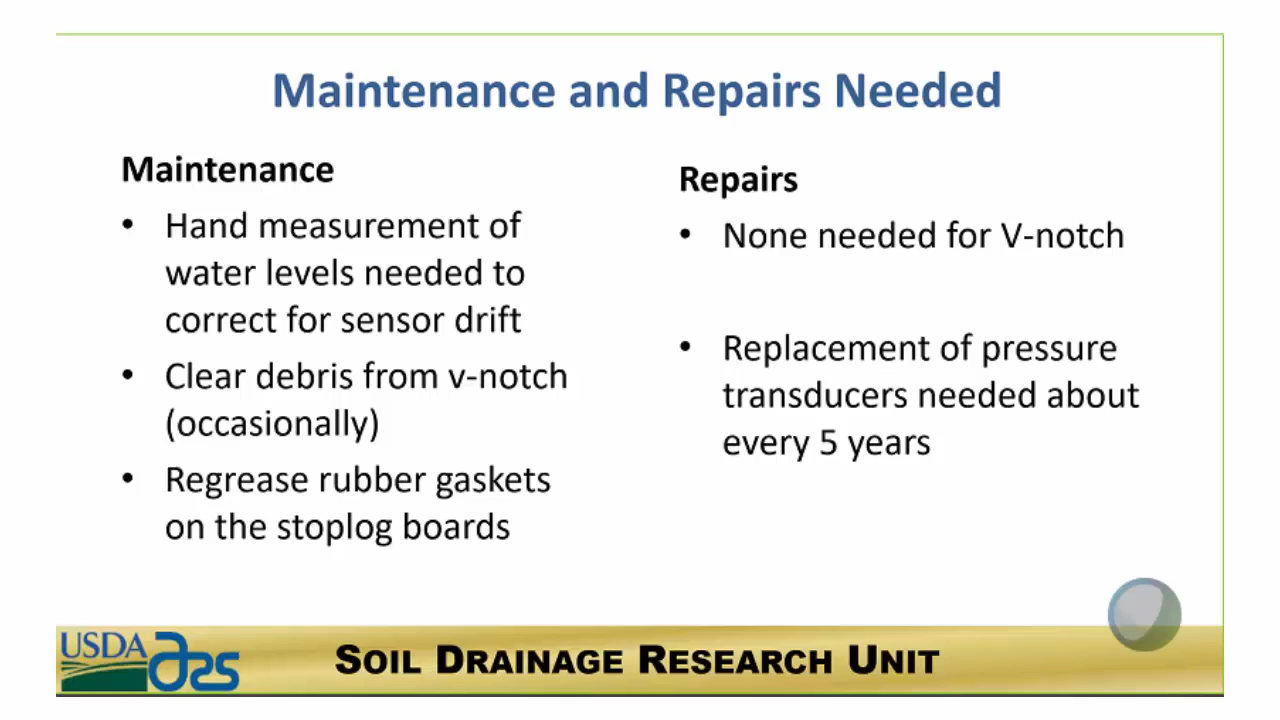 Maintenance and Repairs Needed
Maintenance
• Hand measurement of
water levels needed to
correct for sensor drift
• Clear debris from v-notch
(occasionally)
• Regrease rubber gaskets
on the stoplog boards
Repairs
• None needed for V-notch
• Replacement of pressure
transducers needed about
every 5 years
USDA ars
SOIL DRAINAGE RESEARCH UNIT